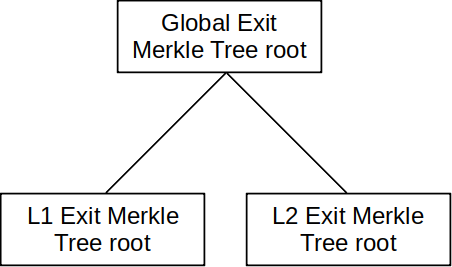 Global Exit
Merkle Tree root
L1 Exit Merkle
Tree root
L2 Exit Merkle
Tree root